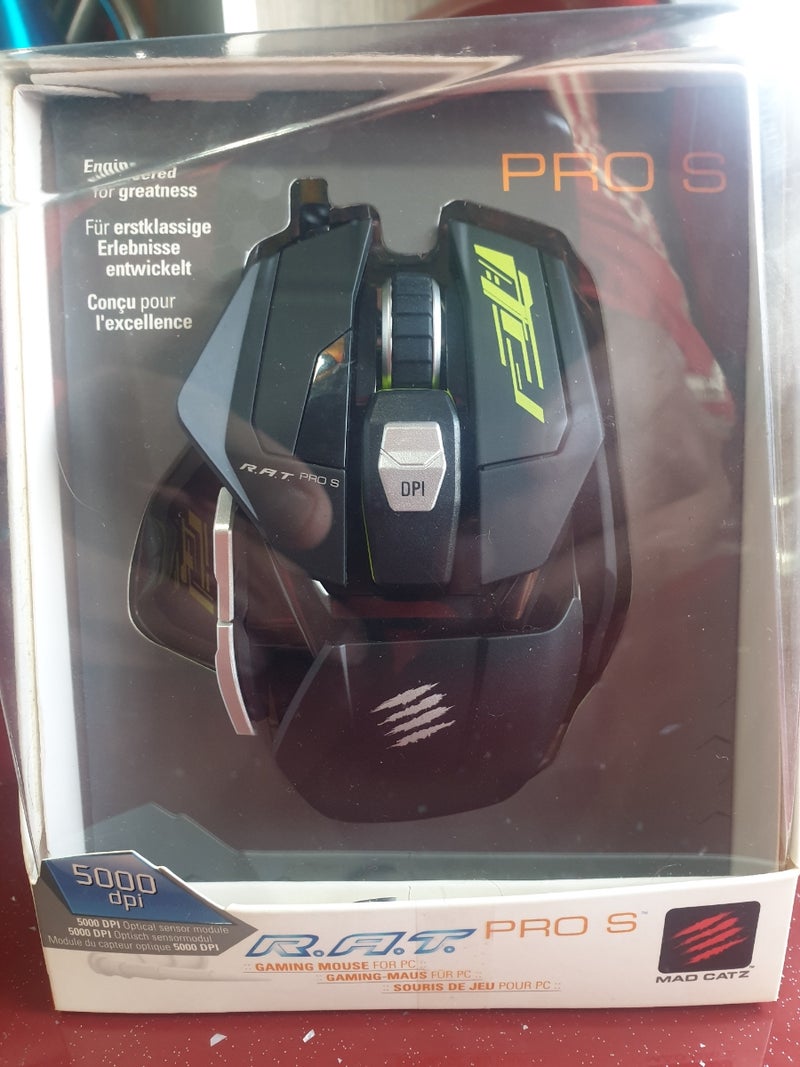 Engineered
for greatness
Für erstklassige
Erlebnisse
entwickelt
Conçu pour
l'excellence
PRO S
R.A.T. PRO S
DPI
5000
dpi
5000 DPI Optical sensor module
5000 DPI Optisch sensormodul
Module du capteur optique 5000 DPI
R.A.T. PRO S™
:: GAMING MOUSE FOR PC ::
:: GAMING-MAUS FÜR PC ::
:: SOURIS DE JEU POUR PC ::
MAD CATZ